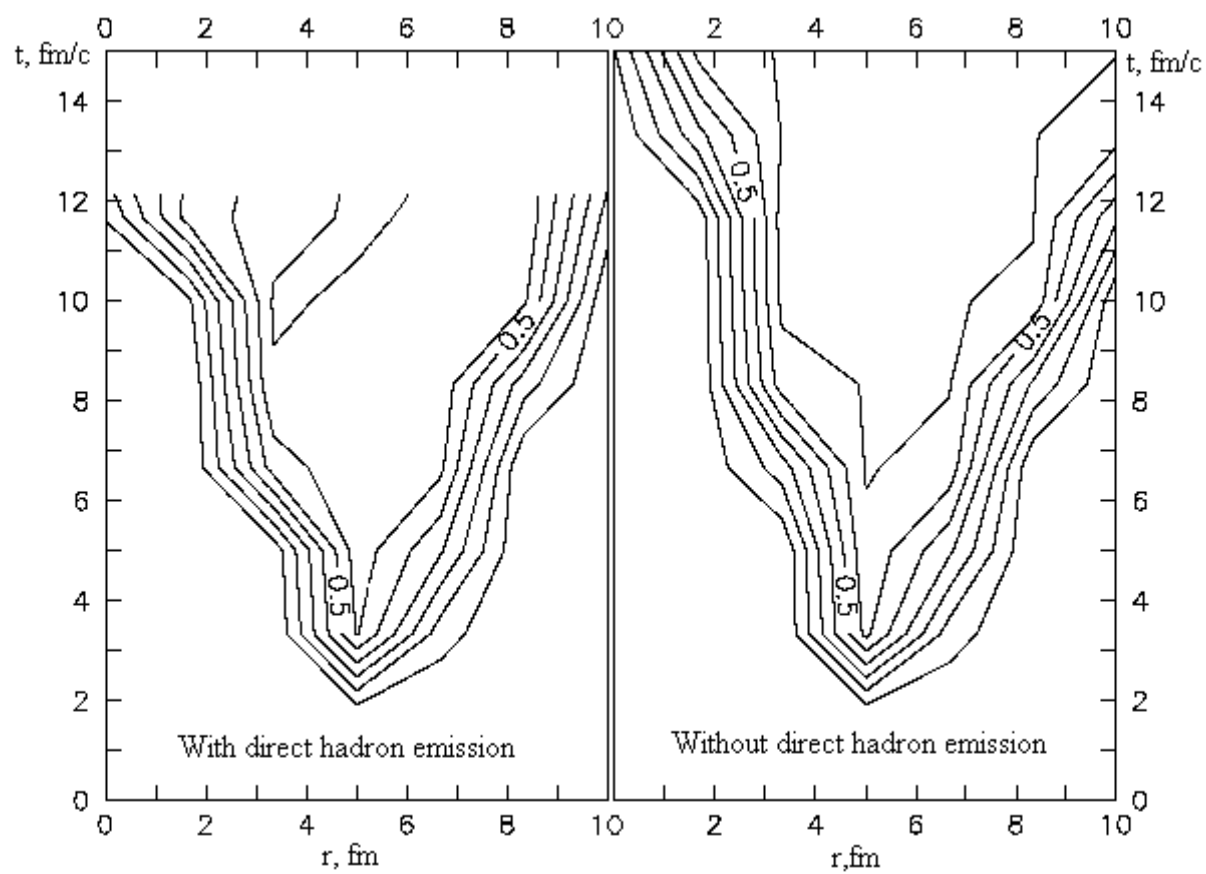 0 2 4 6 8 10 2 4 6 8 10
t, fm/c t, fm/c
14 14
12 0.5 12
10 10
0.5 0.5
8 8
6 6
4 0.5 0.5 4
2 2
With direct hadron emission Without direct hadron emission
0 0
0 2 4 6 8 10 2 4 6 8 10
r, fm r,fm